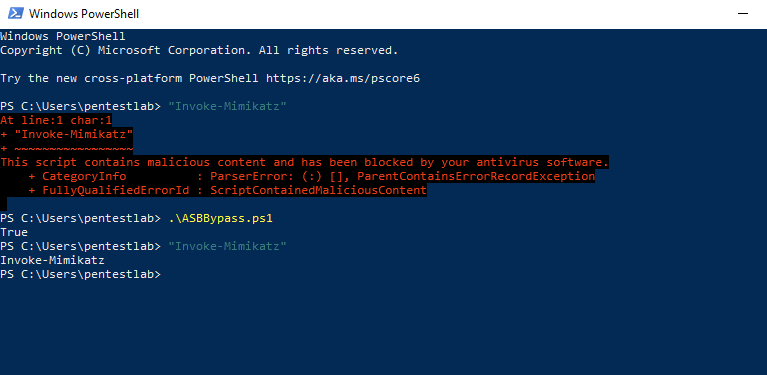 Windows PowerShell
Windows PowerShell
Copyright (C) Microsoft Corporation. All rights reserved.
Try the new cross-platform PowerShell https://aka.ms/pscore6
PS C:\Users\pentestlab> "Invoke-Mimikatz"
At line:1 char:1
+ "Invoke-Mimikatz"
+ ~~~~~~~~~~~~~~~~~
This script contains malicious content and has been blocked by your antivirus software.
    + CategoryInfo          : ParserError: (:) [], ParentContainsErrorRecordException
    + FullyQualifiedErrorId : ScriptContainedMaliciousContent
PS C:\Users\pentestlab> .\ASBBypass.ps1
True
PS C:\Users\pentestlab> "Invoke-Mimikatz"
Invoke-Mimikatz
PS C:\Users\pentestlab>